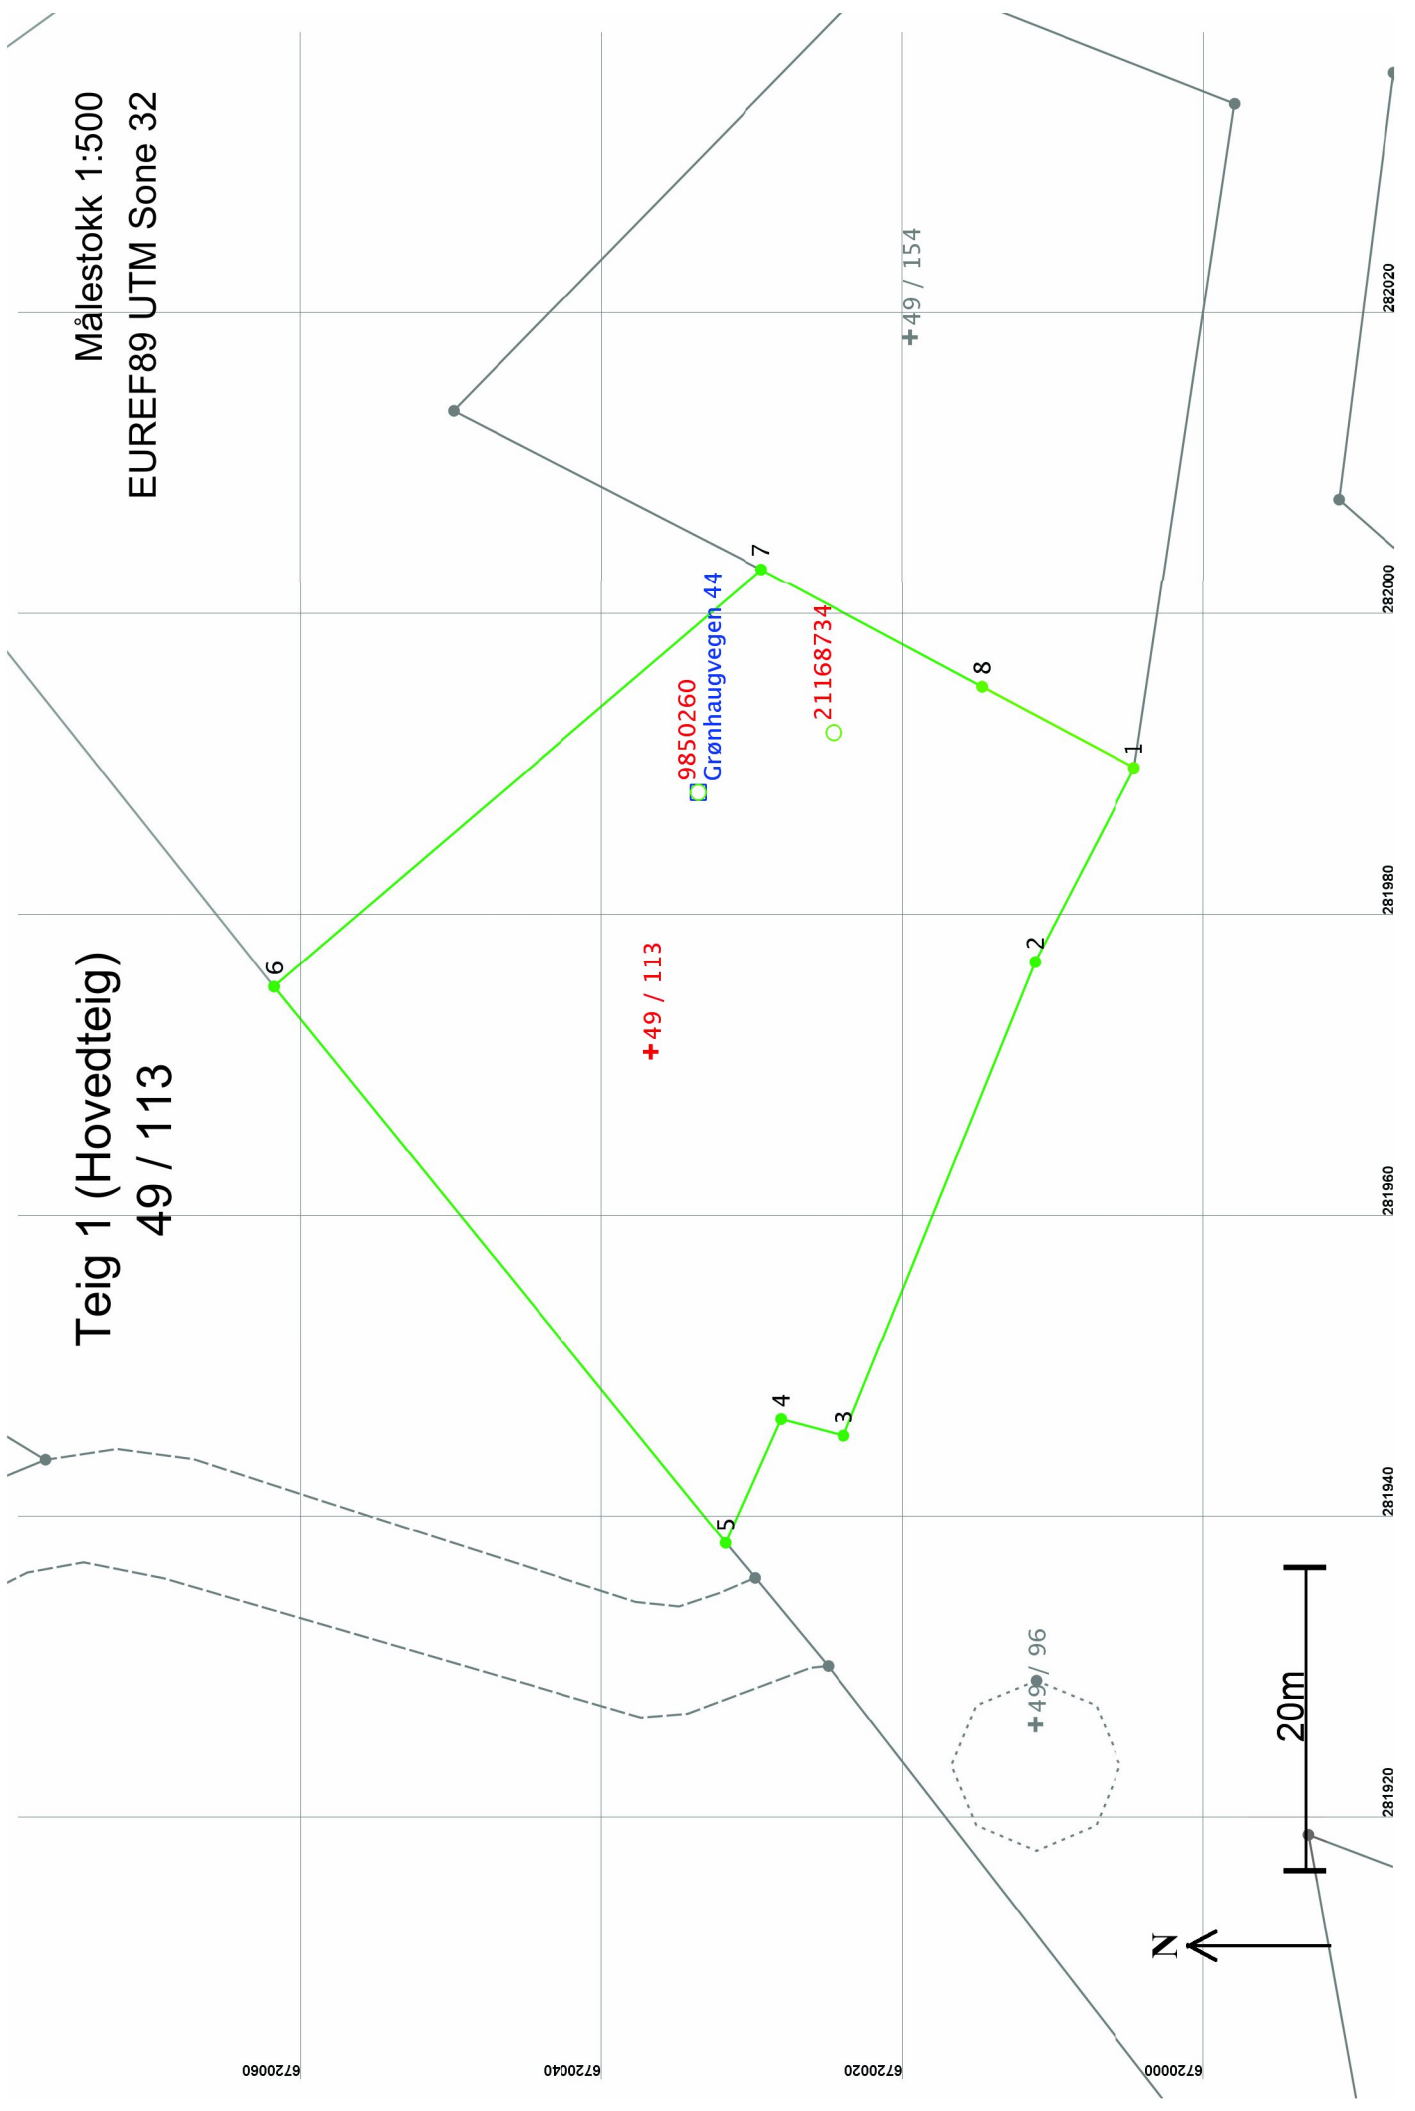 Teig 1 (Hovedteig)
49 / 113
Målestokk 1:500
EUREF89 UTM Sone 32
6720060
6720040
6720020
6720000
6
7
9850260
Grønhaugvegen 44
21168734
8
1
2
49 / 113
4
3
5
49 / 154
49 / 96
N
20m
281920
281940
281960
281980
282000
282020